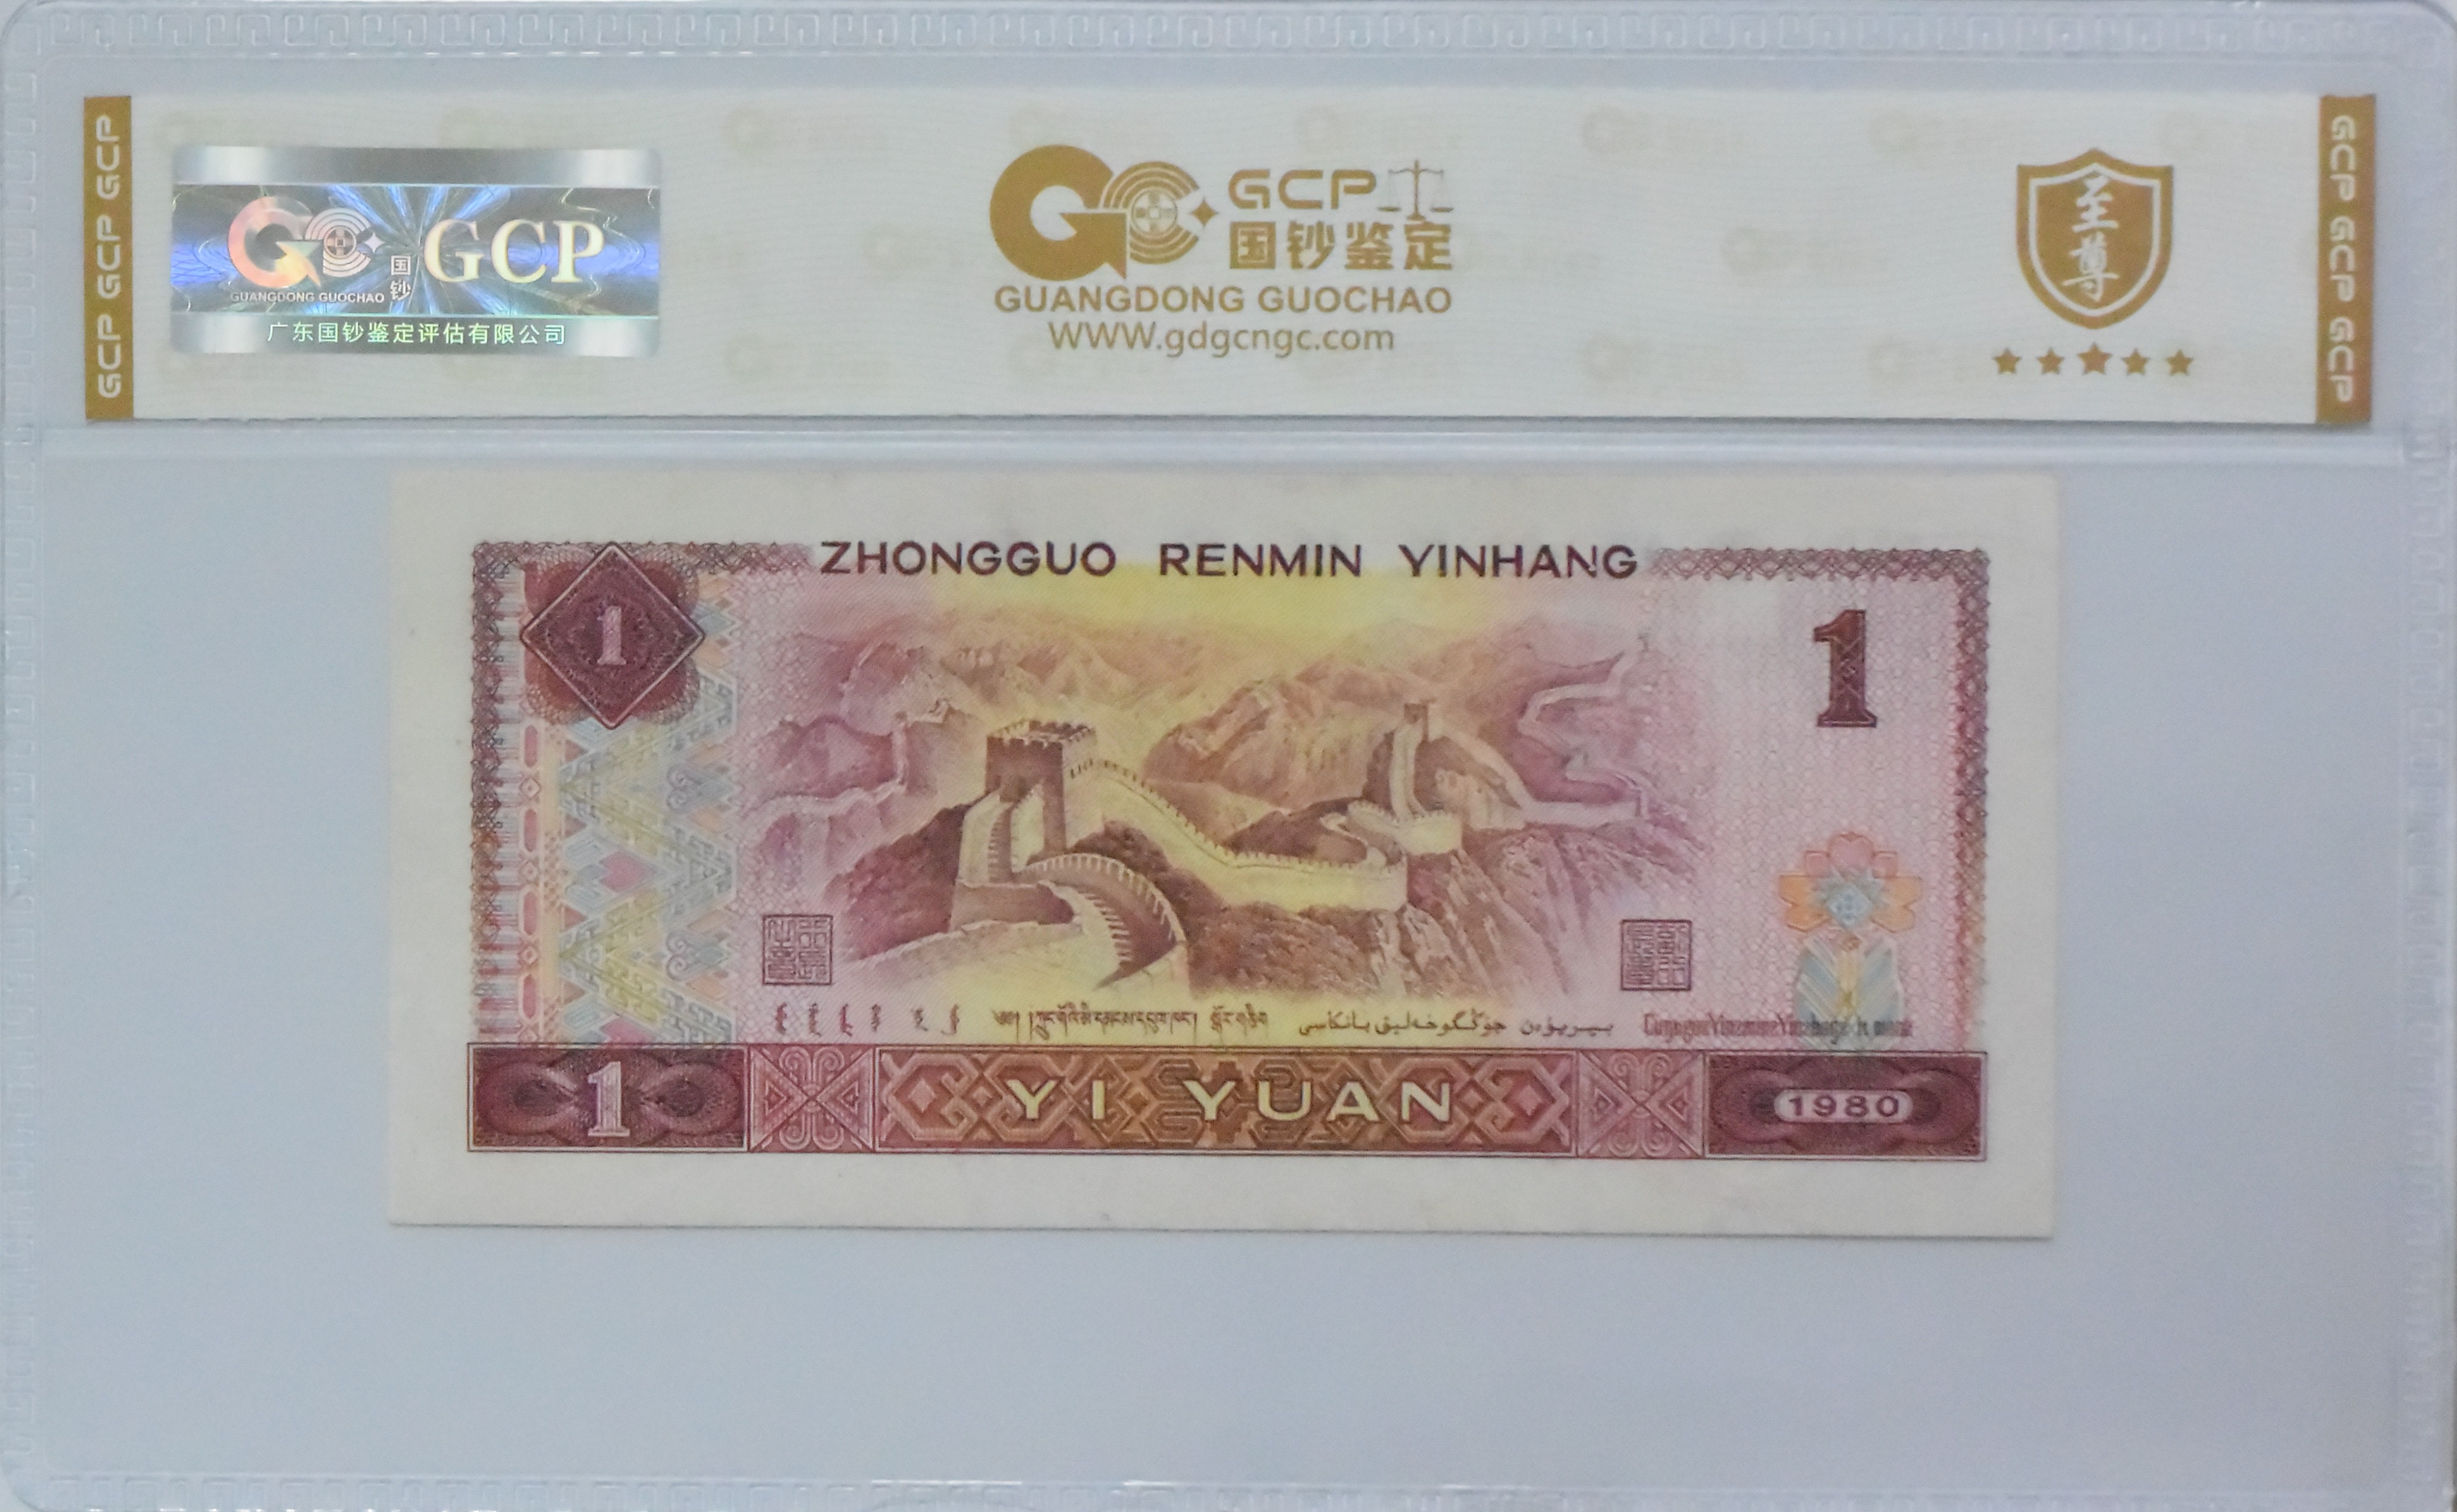 GCP GCP GCP
GCP
国钞
GUANGDONG GUOCHAO
广东国钞鉴定评估有限公司
GCP
国钞鉴定
GUANGDONG GUOCHAO
WWW.gdgcngc.com
至尊
GCP GCP GCP
ZHONGGUO RENMIN YINHANG
1
1
1
YI YUAN
1980